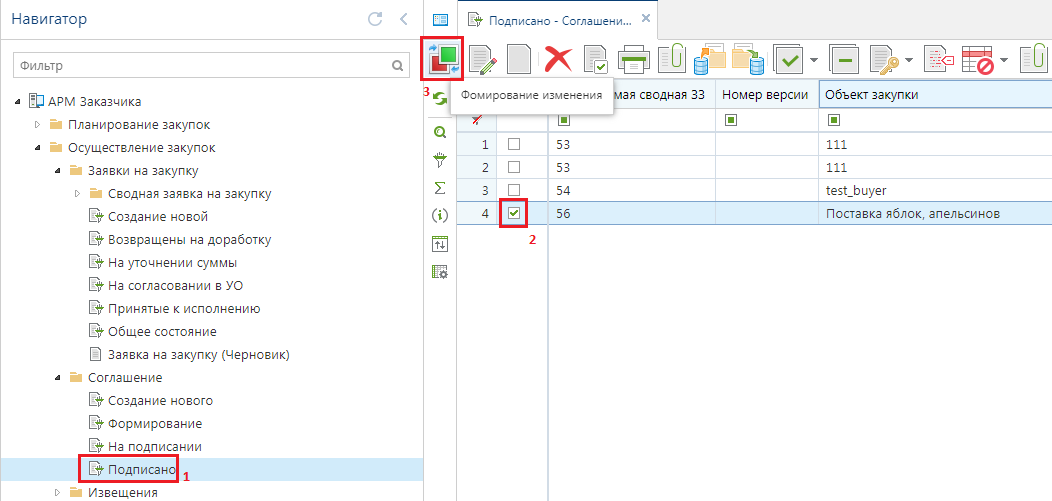 Навигатор
Фильтр
АРМ Заказчика
Планирование закупок
Осуществление закупок
Заявки на закупку
Сводная заявка на закупку
Создание новой
Возвращены на доработку
На уточнении суммы
На согласовании в УО
Принятые к исполнению
Общее состояние
Заявка на закупку (Черновик)
Соглашение
Создание нового
Формирование
На подписании
Подписано
1
Извещения
Подписано - Соглашени...
3
Фомирование изменения
мая сводная ЗЗ Номер версии Объект закупки
1 53 111
2 53 111
3 54 test_buyer
4 56 Поставка яблок, апельсинов
2